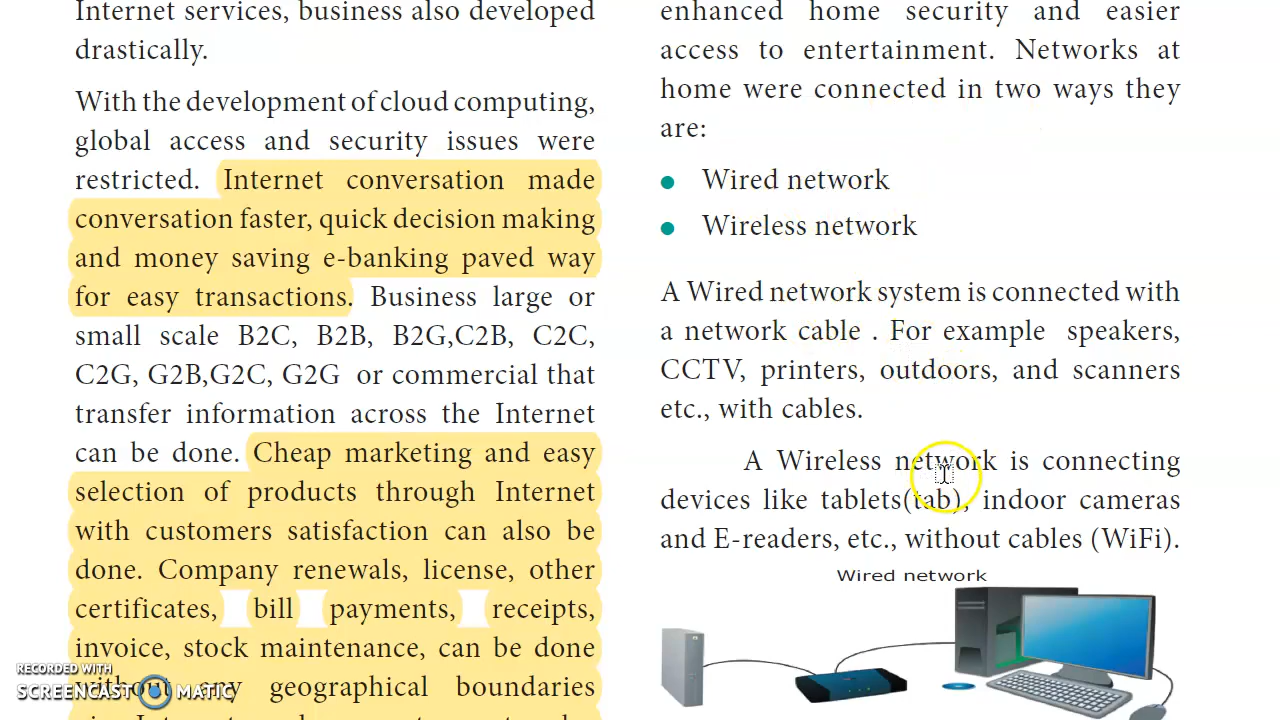 Internet services, business also developed
drastically.
With the development of cloud computing,
global access and security issues were
restricted. Internet conversation made
conversation faster, quick decision making
and money saving e-banking paved way
for easy transactions. Business large or
small scale B2C, B2B, B2G,C2B, C2C,
C2G, G2B,G2C, G2G or commercial that
transfer information across the Internet
can be done. Cheap marketing and easy
selection of products through Internet
with customers satisfaction can also be
done. Company renewals, license, other
certificates, bill payments, receipts,
invoice, stock maintenance, can be done
without any geographical boundaries
enhanced home security and easier
access to entertainment. Networks at
home were connected in two ways they
are:
Wired network
Wireless network
A Wired network system is connected with
a network cable . For example speakers,
CCTV, printers, outdoors, and scanners
etc., with cables.
A Wireless network is connecting
devices like tablets(tab), indoor cameras
and E-readers, etc., without cables (WiFi).
Wired network
RECORDED WITH
SCREENCAST MATIC